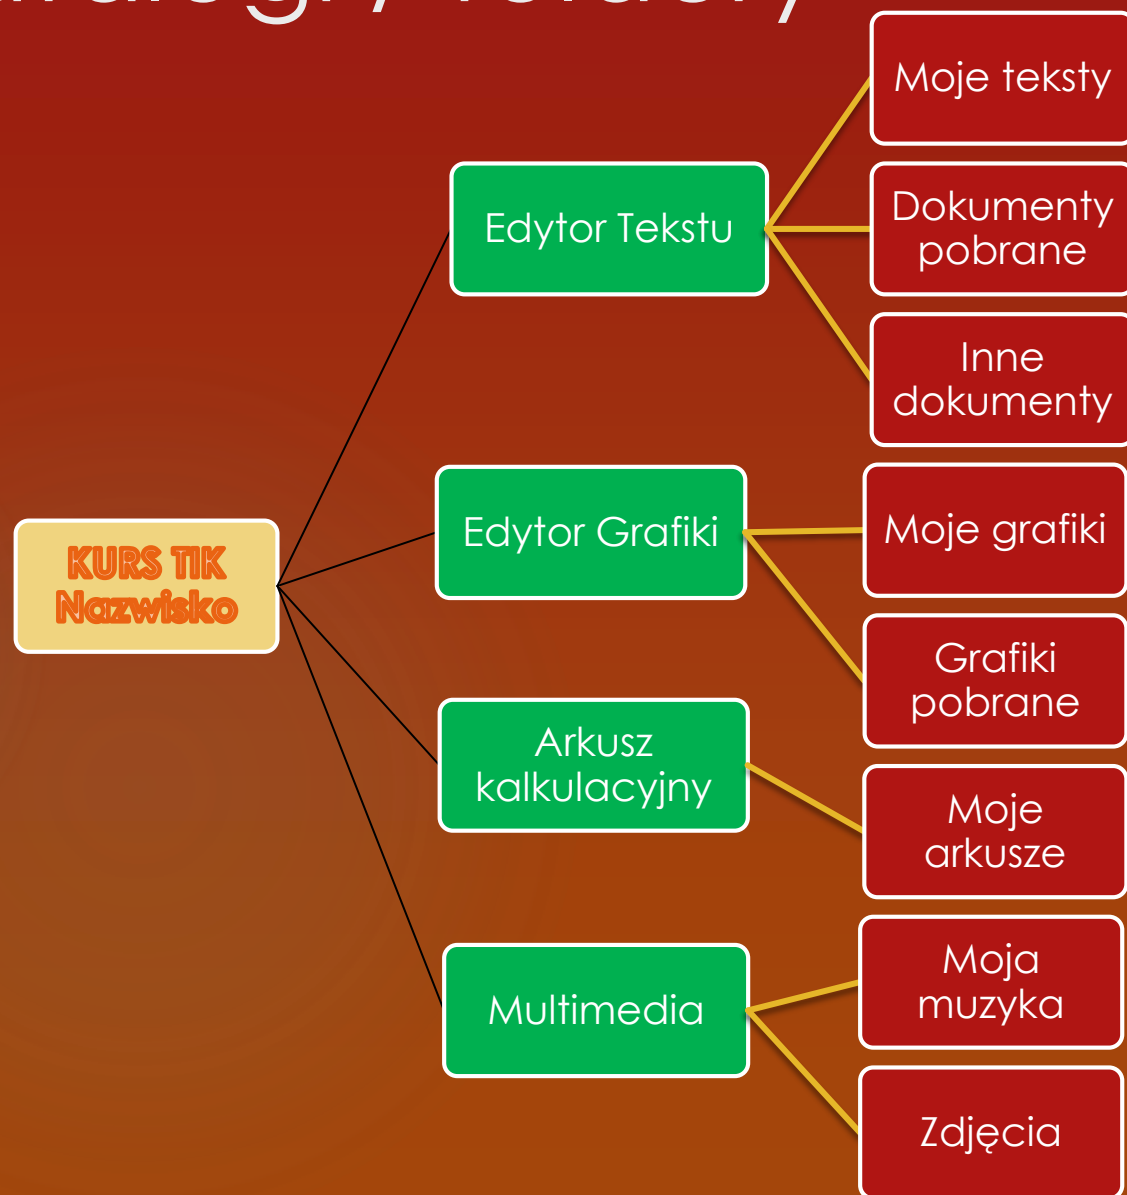 Moje teksty
Edytor Tekstu
Dokumenty
pobrane
Inne
dokumenty
KURS TIK
Nazwisko
Edytor Grafiki
Moje grafiki
Grafiki
pobrane
Arkusz
kalkulacyjny
Moje
arkusze
Multimedia
Moja
muzyka
Zdjęcia